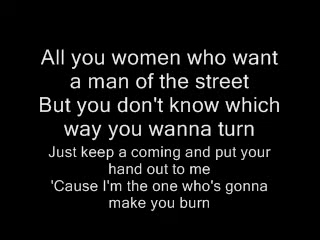 All you women who want
a man of the street
But you don't know which
way you wanna turn
Just keep a coming and put your
hand out to me
'Cause I'm the one who's gonna
make you burn